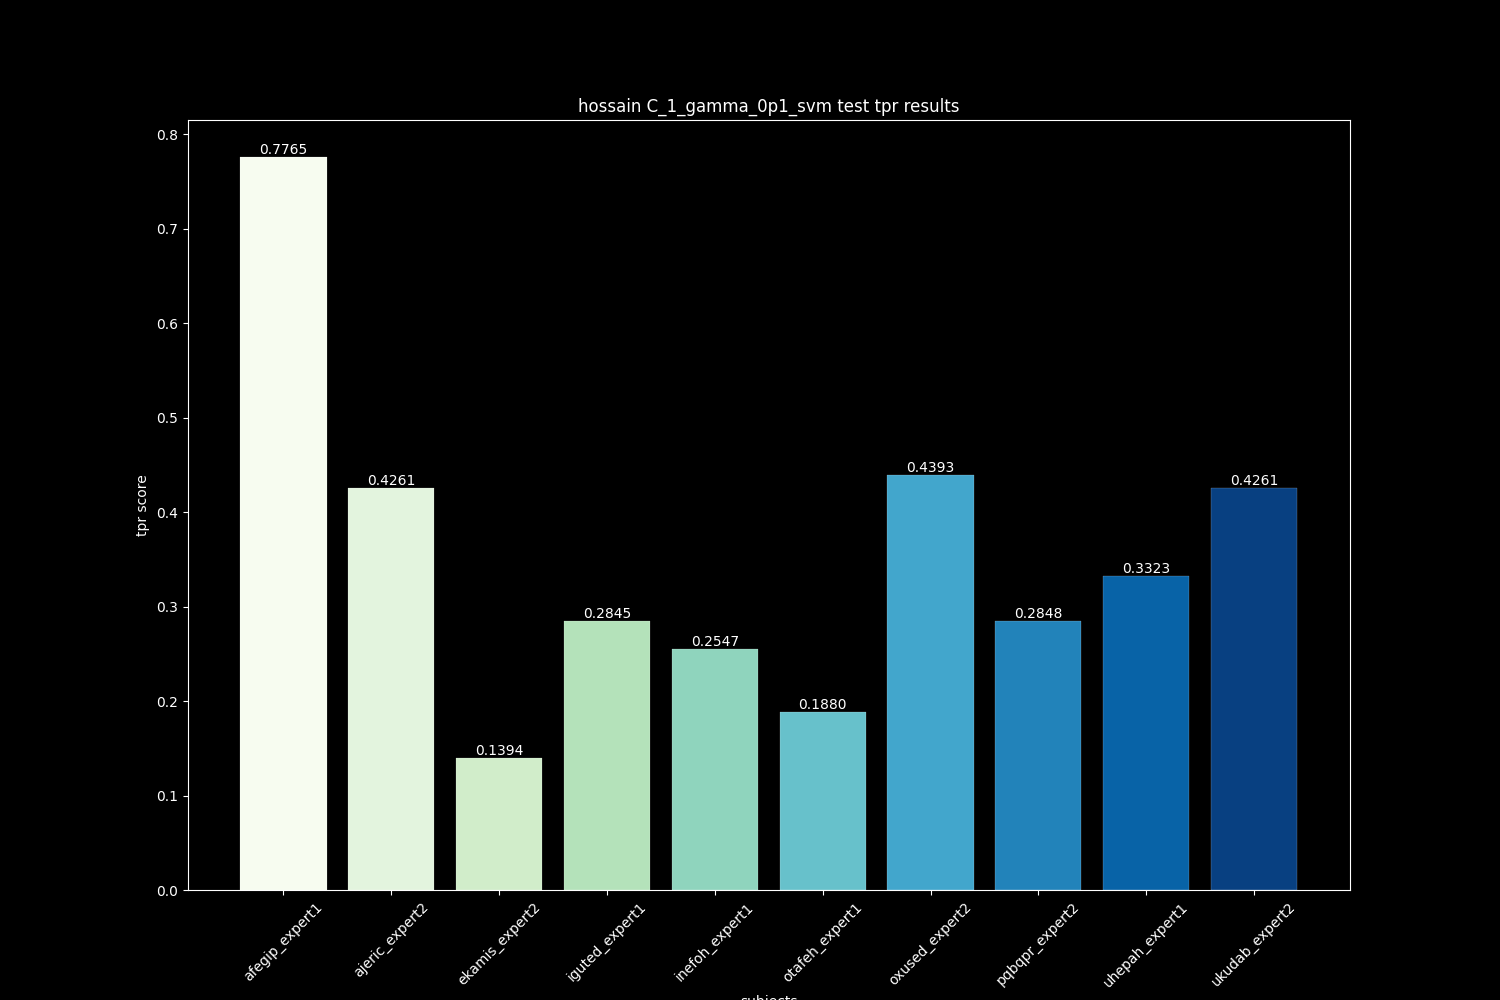 hossain C_1_gamma_0p1_svm test tpr results
0.8
0.7
0.6
0.5
0.4
0.3
0.2
0.1
0.0
tpr score
0.7765
0.4261
0.1394
0.2845
0.2547
0.1880
0.4393
0.2848
0.3323
0.4261
afegip_expert1
ajeric_expert2
ekamis_expert2
iguted_expert1
inefoh_expert1
otafeh_expert1
oxused_expert2
pqbqpr_expert2
uhepah_expert1
ukudab_expert2
subjects